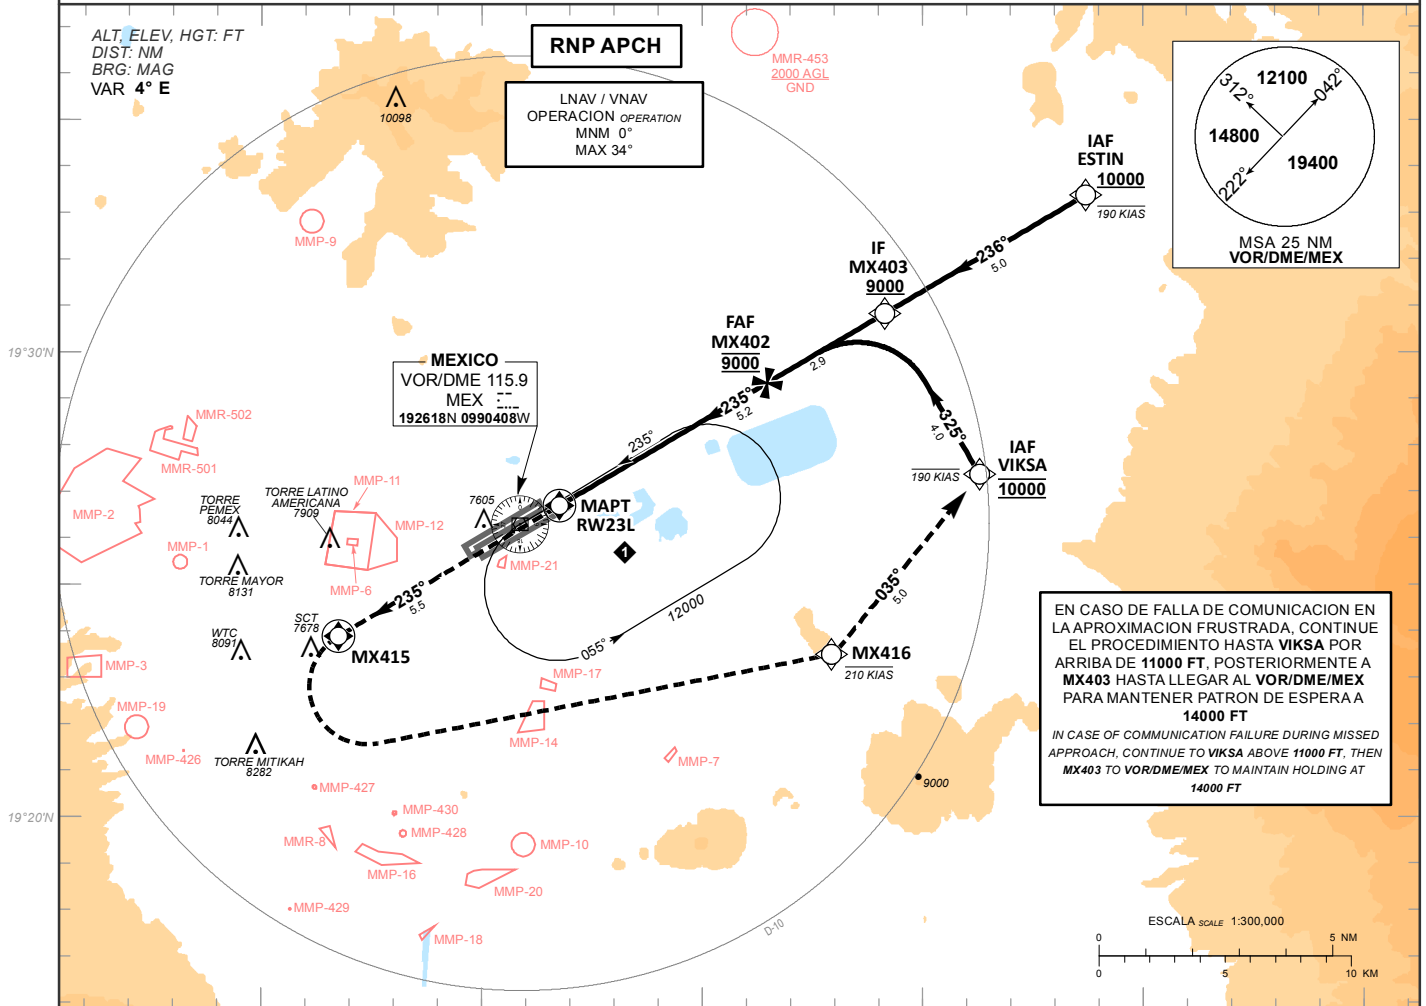 ALT, ELEV, HGT: FT
DIST: NM
BRG: MAG
VAR 4° E
RNP APCH
LNAV / VNAV
OPERACION OPERATION
MNM 0°
MAX 34°
MMR-453
2000 AGL
GND
12100
312°
042°
14800
19400
222°
MSA 25 NM
VOR/DME/MEX
10098
MMP-9
IAF
ESTIN
10000
190 KIAS
236°
5.0
IF
MX403
9000
FAF
MX402
9000
2.9
19°30'N
MEXICO
VOR/DME 115.9
MEX
192618N 0990408W
235°
5.2
235°
325°
4.0
IAF
VIKSA
10000
190 KIAS
MMR-502
MMR-501
MMP-2
MMP-1
TORRE
PEMEX
8044
TORRE LATINO
AMERICANA
7909
MMP-11
MMP-12
MMP-6
7605
MAPT
RW23L
1
MMP-21
TORRE MAYOR
8131
235°
5.5
12000
055°
035°
5.0
WTC
8091
SCT
7678
MX415
MX416
210 KIAS
MMP-3
MMP-17
MMP-19
MMP-14
MMP-426
TORRE MITIKAH
8282
MMP-7
9000
EN CASO DE FALLA DE COMUNICACION EN
LA APROXIMACION FRUSTRADA, CONTINUE
EL PROCEDIMIENTO HASTA VIKSA POR
ARRIBA DE 11000 FT, POSTERIORMENTE A
MX403 HASTA LLEGAR AL VOR/DME/MEX
PARA MANTENER PATRON DE ESPERA A
14000 FT
IN CASE OF COMMUNICATION FAILURE DURING MISSED
APPROACH, CONTINUE TO VIKSA ABOVE 11000 FT, THEN
MX403 TO VOR/DME/MEX TO MAINTAIN HOLDING AT
14000 FT
MMP-427
MMP-430
19°20'N
MMP-428
MMR-8
MMP-10
MMP-16
MMP-20
MMP-429
MMP-18
D-10
ESCALA SCALE 1:300,000
0 5 NM
0 5 10 KM